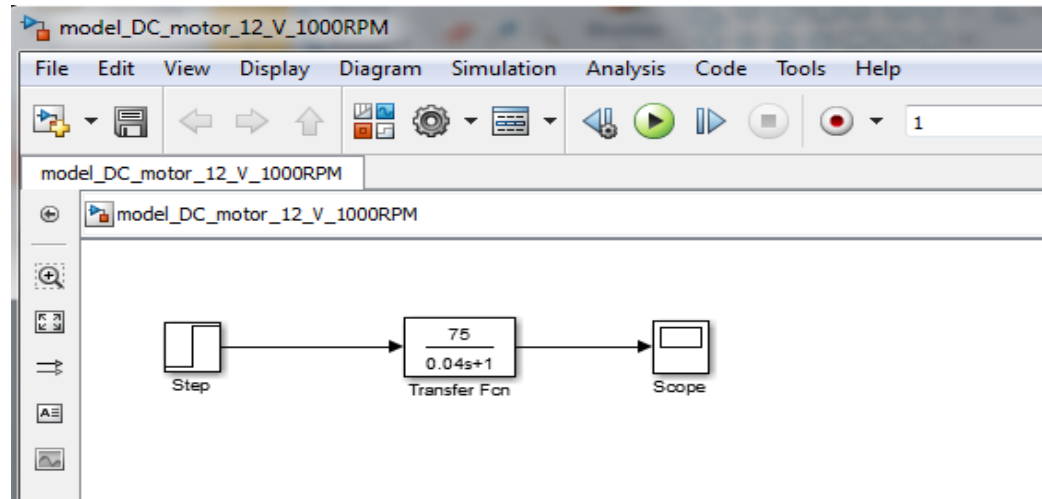 model_DC_motor_12_V_1000RPM
File Edit View Display Diagram Simulation Analysis Code Tools Help
1
model_DC_motor_12_V_1000RPM
model_DC_motor_12_V_1000RPM
75
0.04s+1
Step
Transfer Fcn
Scope
A